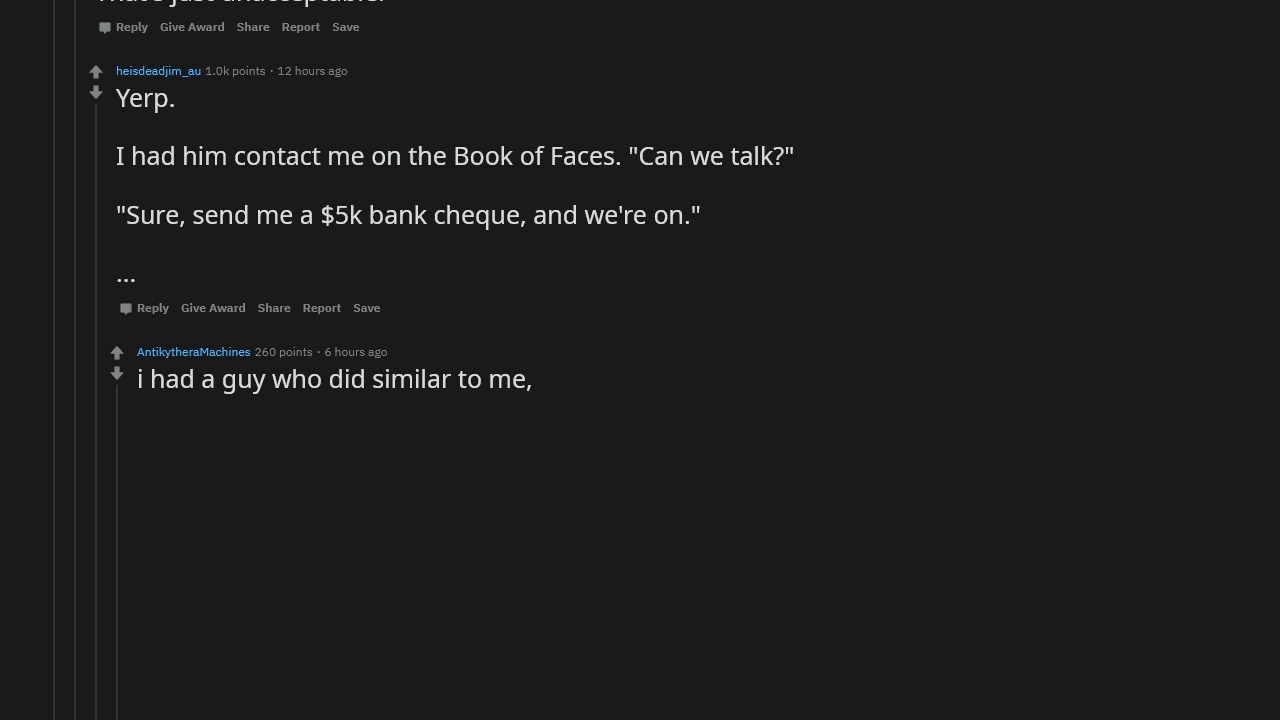 Reply Give Award Share Report Save
heisdeadjim_au 1.0k points · 12 hours ago
Yerp.
I had him contact me on the Book of Faces. "Can we talk?"
"Sure, send me a $5k bank cheque, and we're on."
...
Reply Give Award Share Report Save
AntikytheraMachines 260 points · 6 hours ago
i had a guy who did similar to me,